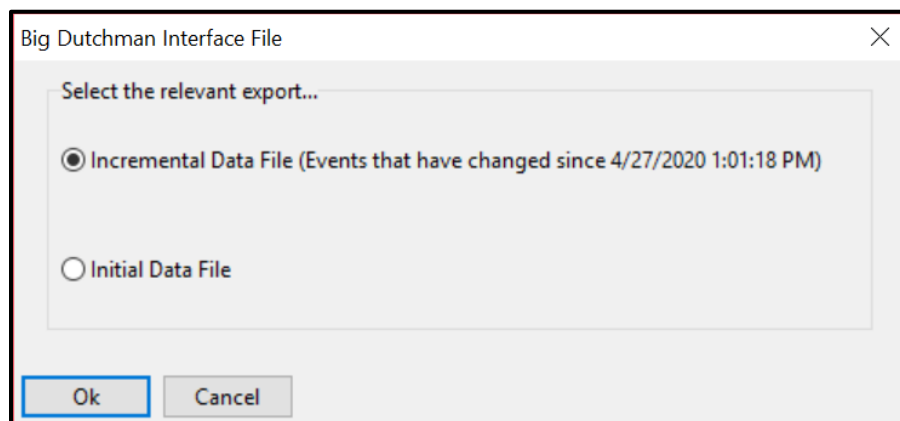 Big Dutchman Interface File
Select the relevant export...
Incremental Data File (Events that have changed since 4/27/2020 1:01:18 PM)
Initial Data File
Ok Cancel